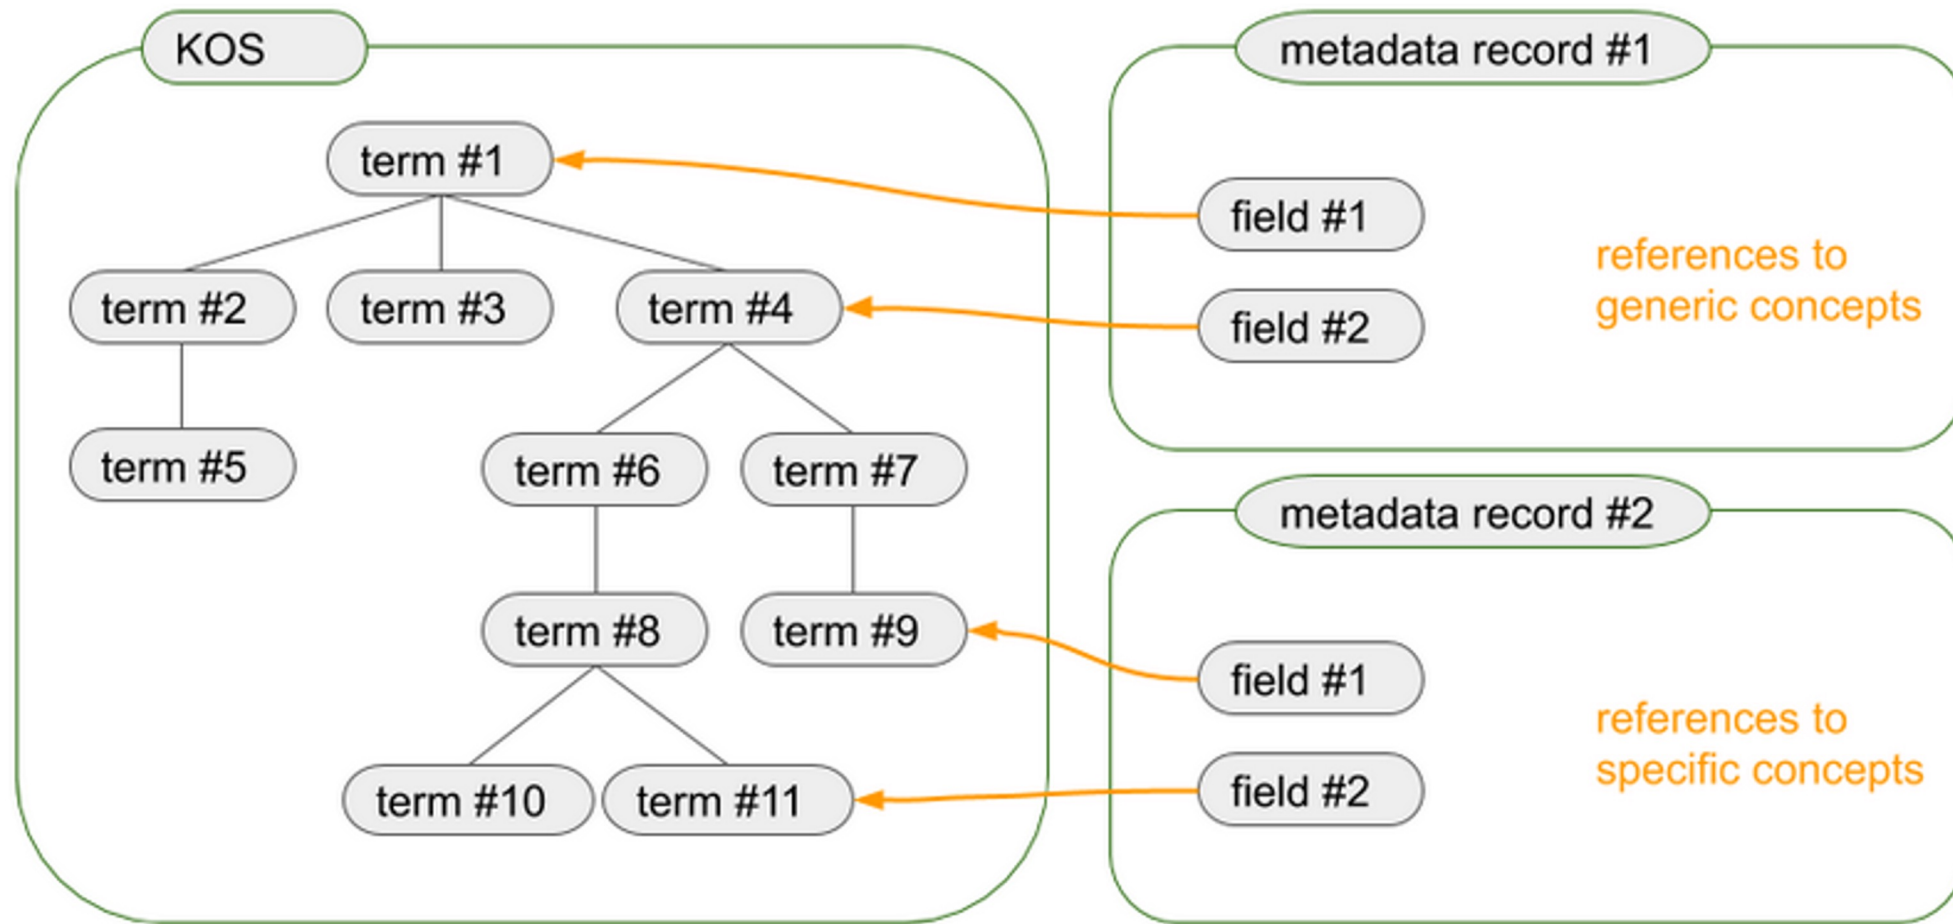 KOS
term #1
term #2
term #3
term #4
term #5
term #6
term #7
term #8
term #9
term #10
term #11
metadata record #1
field #1
field #2
references to
generic concepts
metadata record #2
field #1
field #2
references to
specific concepts